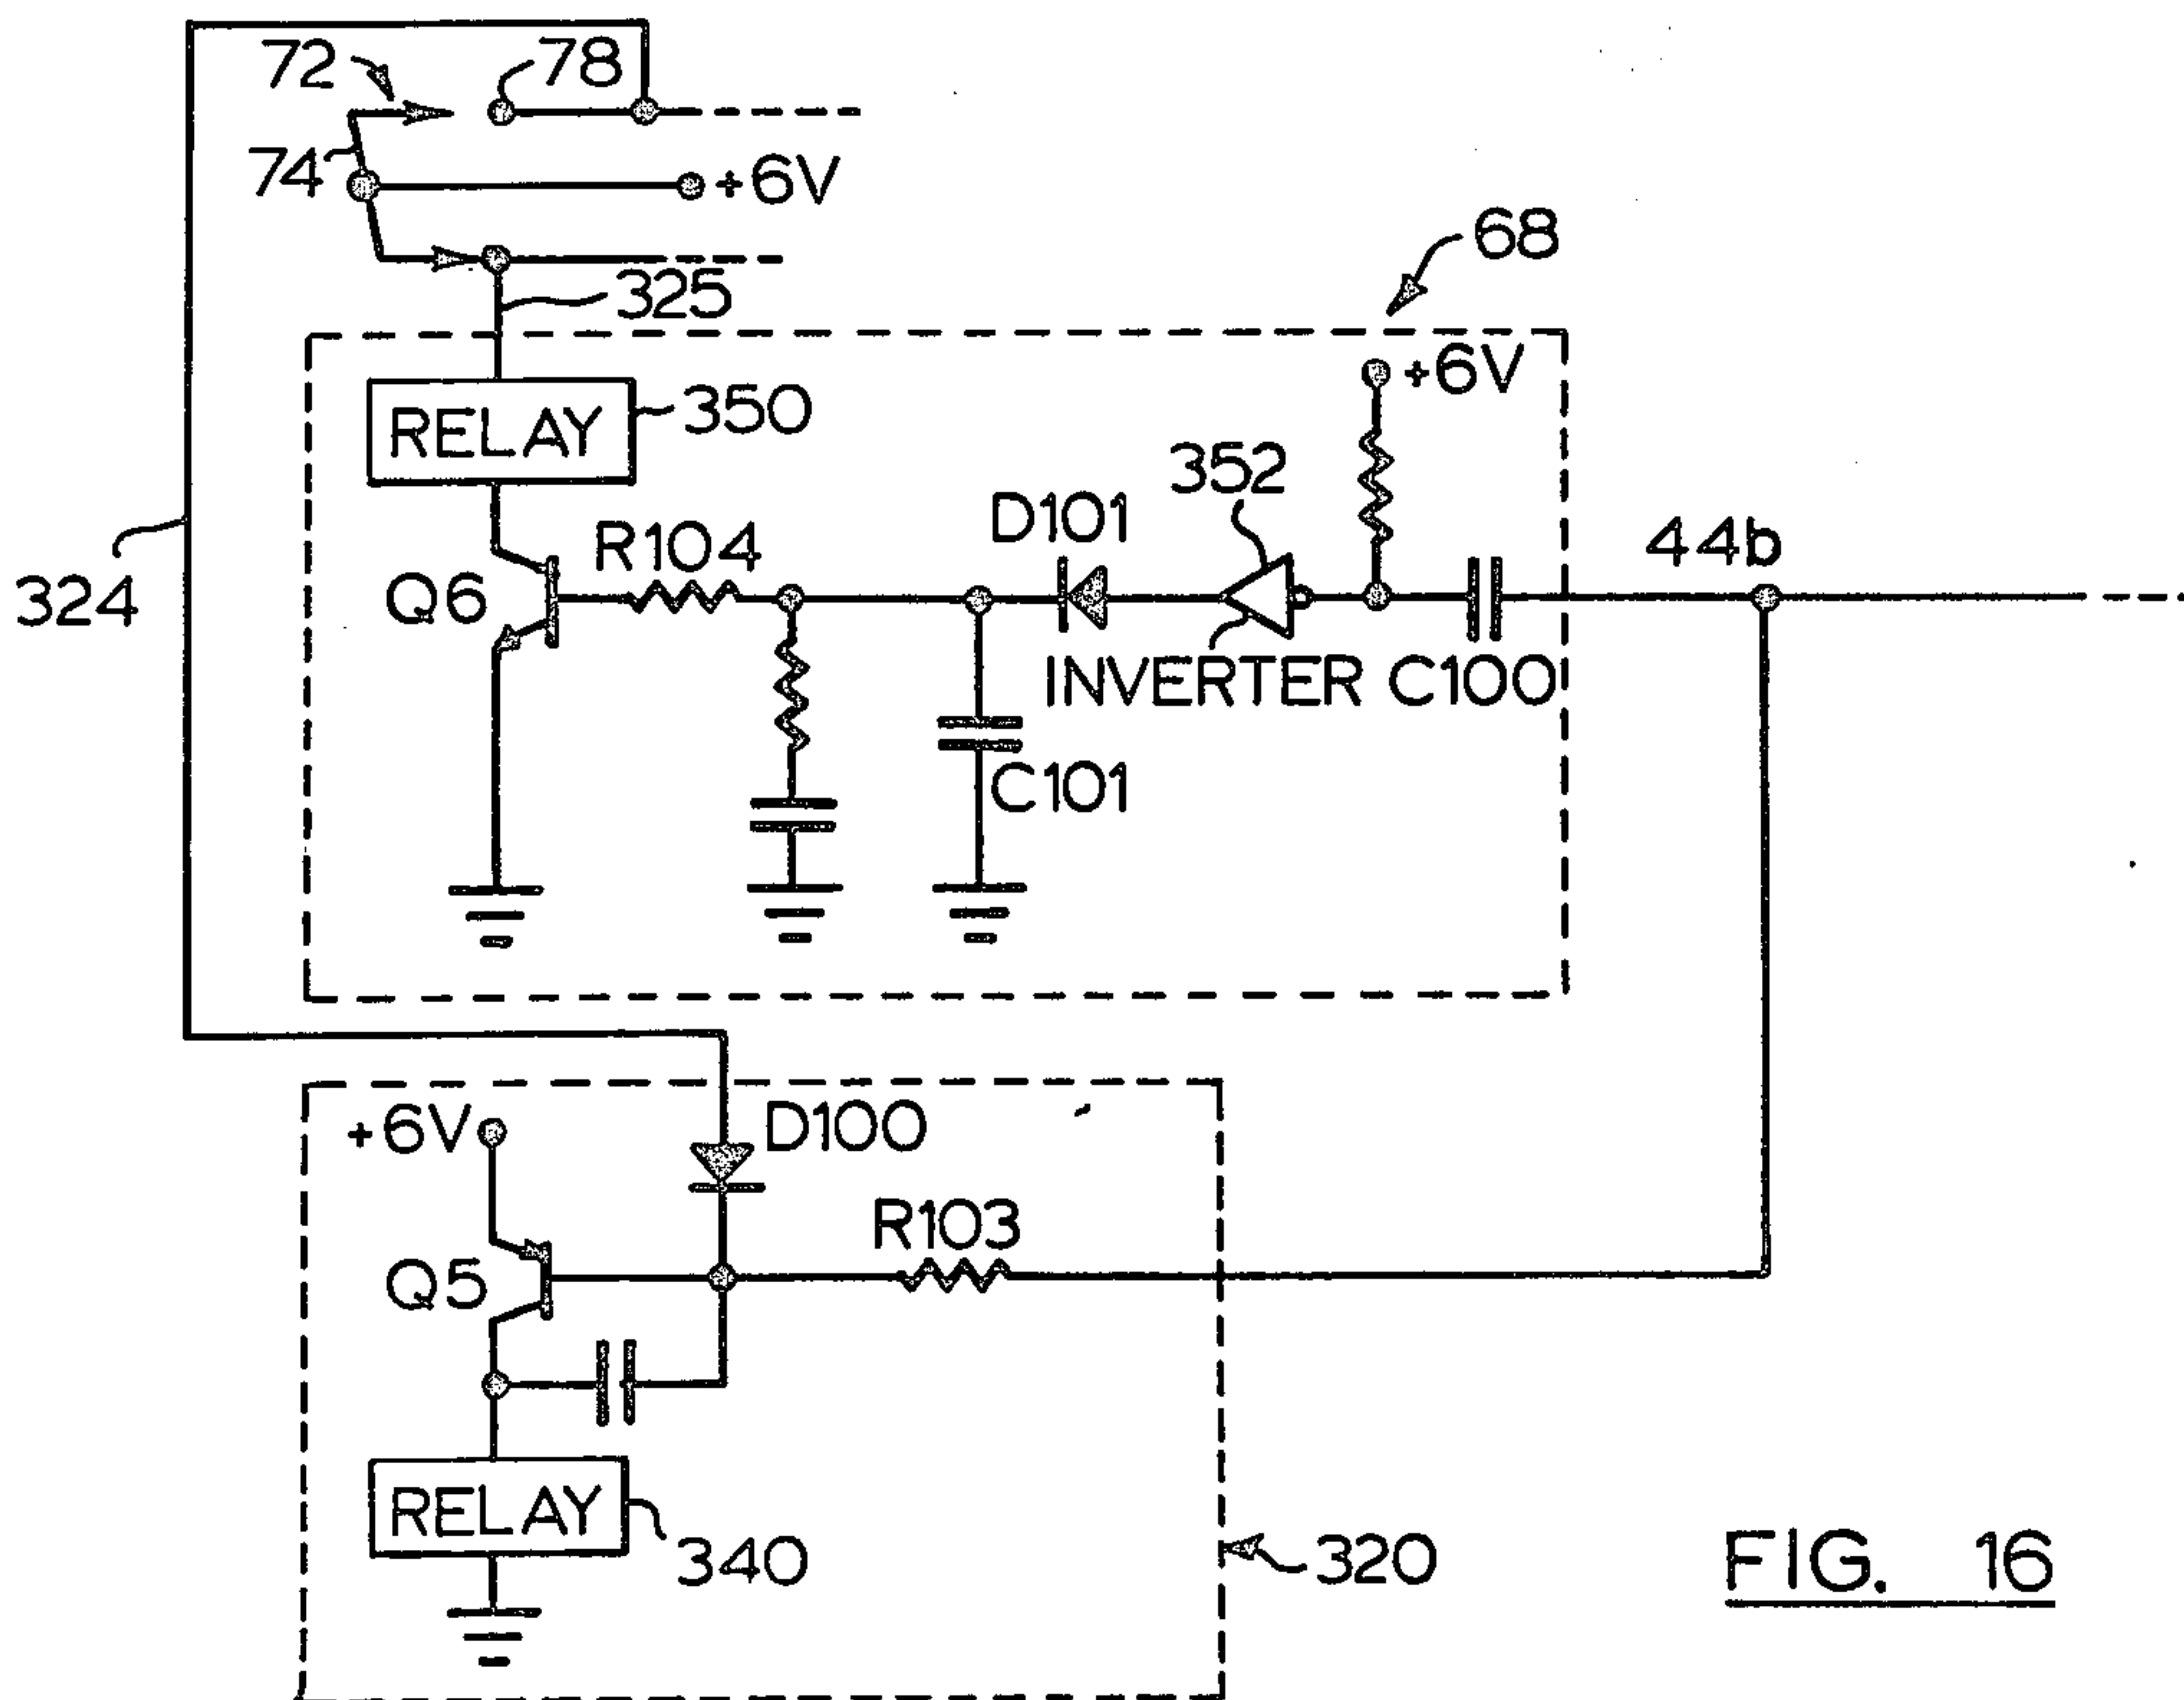 72
78
74
+6V
325
68
+6V
RELAY
350
352
D101
R104
44b
Q6
324
INVERTER C100
C101
+6V
D100
R103
Q5
RELAY
340
320
FIG. 16